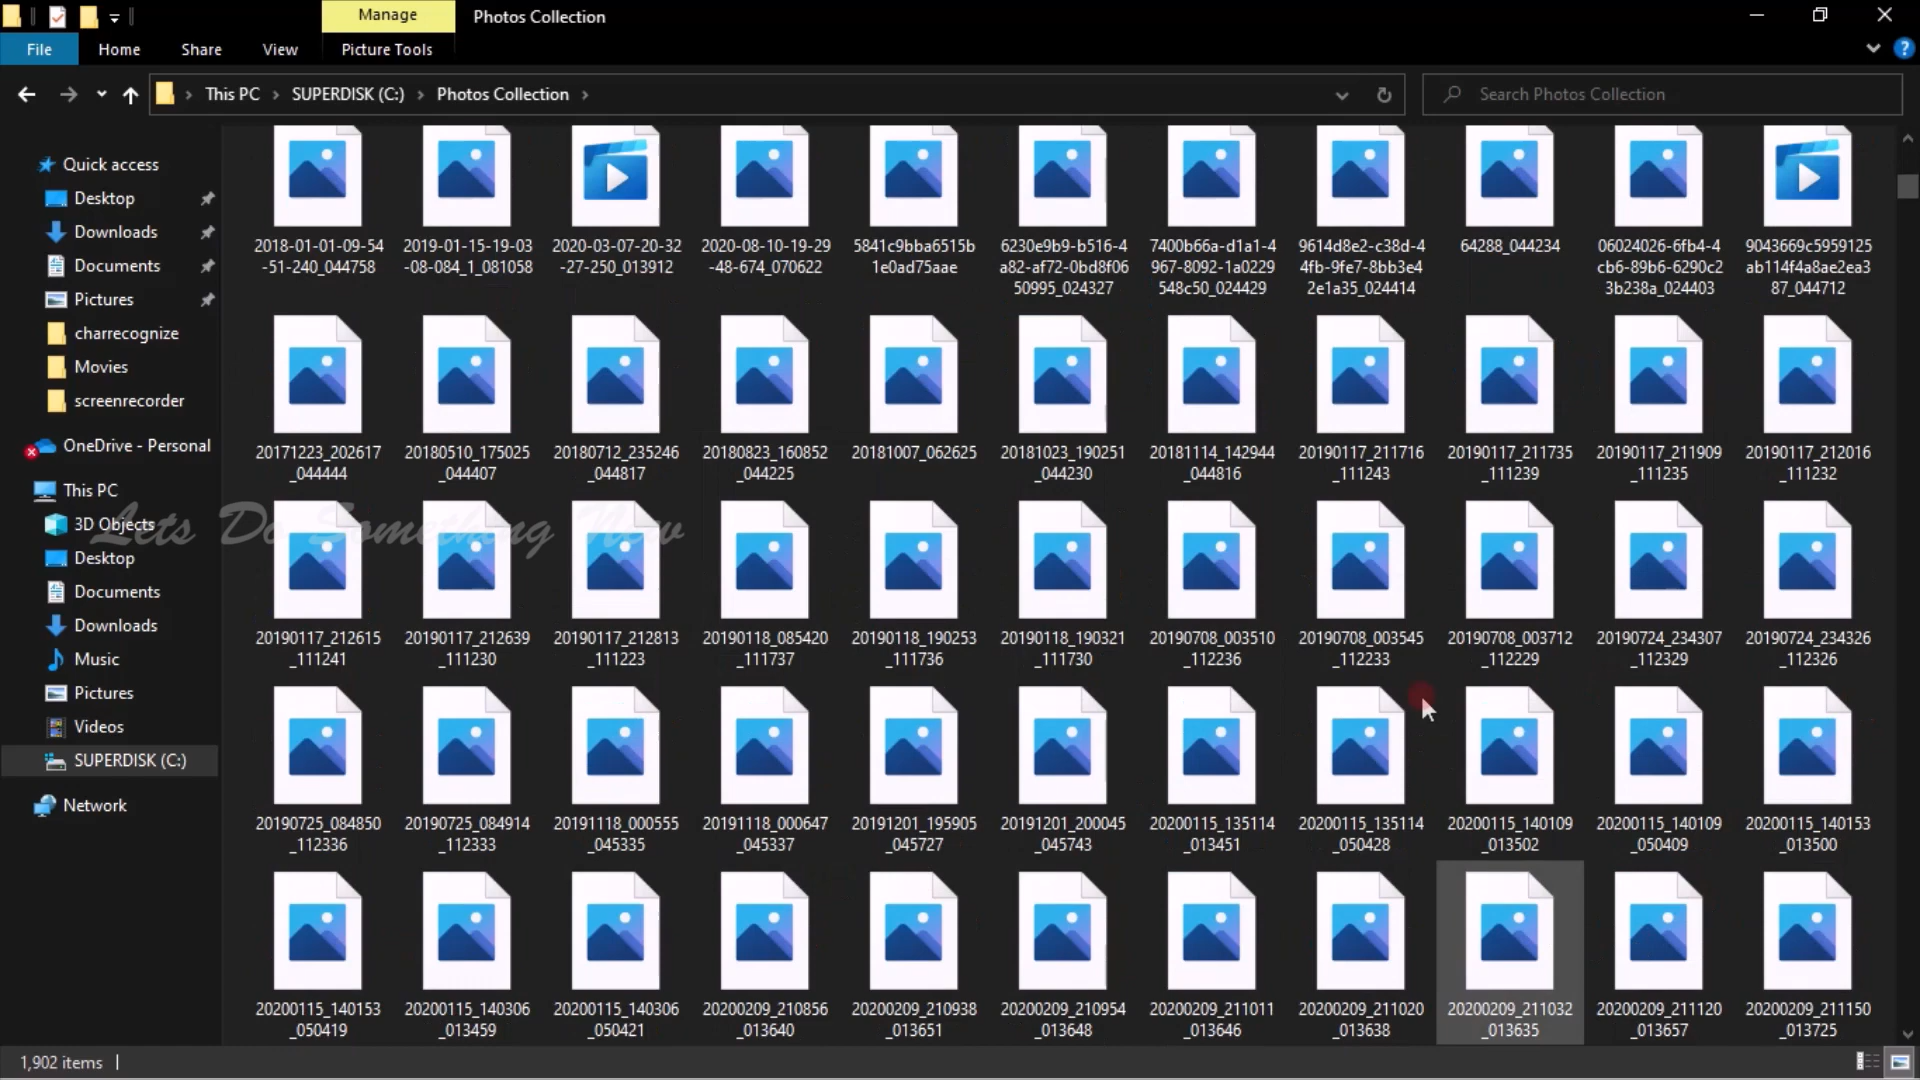 Manage
Photos Collection
File
Home
Share
View
Picture Tools
This PC
SUPERDISK (C:)
Photos Collection
Search Photos Collection
Quick access
Desktop
Downloads
Documents
Pictures
charrecognize
Movies
screenrecorder
OneDrive - Personal
This PC
3D Objects
Desktop
Documents
Downloads
Music
Pictures
Videos
SUPERDISK (C:)
Network
Lets Do Something New
2018-01-01-09-54
-51-240_044758
2019-01-15-19-03
-08-084_1_081058
2020-03-07-20-32
-27-250_013912
2020-08-10-19-29
-48-674_070622
5841c9bba6515b
1e0ad75aae
6230e9b9-b516-4
a82-af72-0bd8f06
50995_024327
7400b66a-d1a1-4
967-8092-1a0229
548c50_024429
9614d8e2-c38d-4
4fb-9fe7-8bb3e4
2e1a35_024414
64288_044234
06024026-6fb4-4
cb6-89b6-6290c2
3b238a_024403
9043669c5959125
ab114f4a8ae2ea3
87_044712
20171223_202617
_044444
20180510_175025
_044407
20180712_235246
_044817
20180823_160852
_044225
20181007_062625
20181023_190251
_044230
20181114_142944
_044816
20190117_211716
_111243
20190117_211735
_111239
20190117_211909
_111235
20190117_212016
_111232
20190117_212615
_111241
20190117_212639
_111230
20190117_212813
_111223
20190118_085420
_111737
20190118_190253
_111736
20190118_190321
_111730
20190708_003510
_112236
20190708_003545
_112233
20190708_003712
_112229
20190724_234307
_112329
20190724_234326
_112326
20190725_084850
_112336
20190725_084914
_112333
20191118_000555
_045335
20191118_000647
_045337
20191201_195905
_045727
20191201_200045
_045743
20200115_135114
_013451
20200115_135114
_050428
20200115_140109
_013502
20200115_140109
_050409
20200115_140153
_013500
20200115_140153
_050419
20200115_140306
_013459
20200115_140306
_050421
20200209_210856
_013640
20200209_210938
_013651
20200209_210954
_013648
20200209_211011
_013646
20200209_211020
_013638
20200209_211032
_013635
20200209_211120
_013657
20200209_211150
_013725
1,902 items